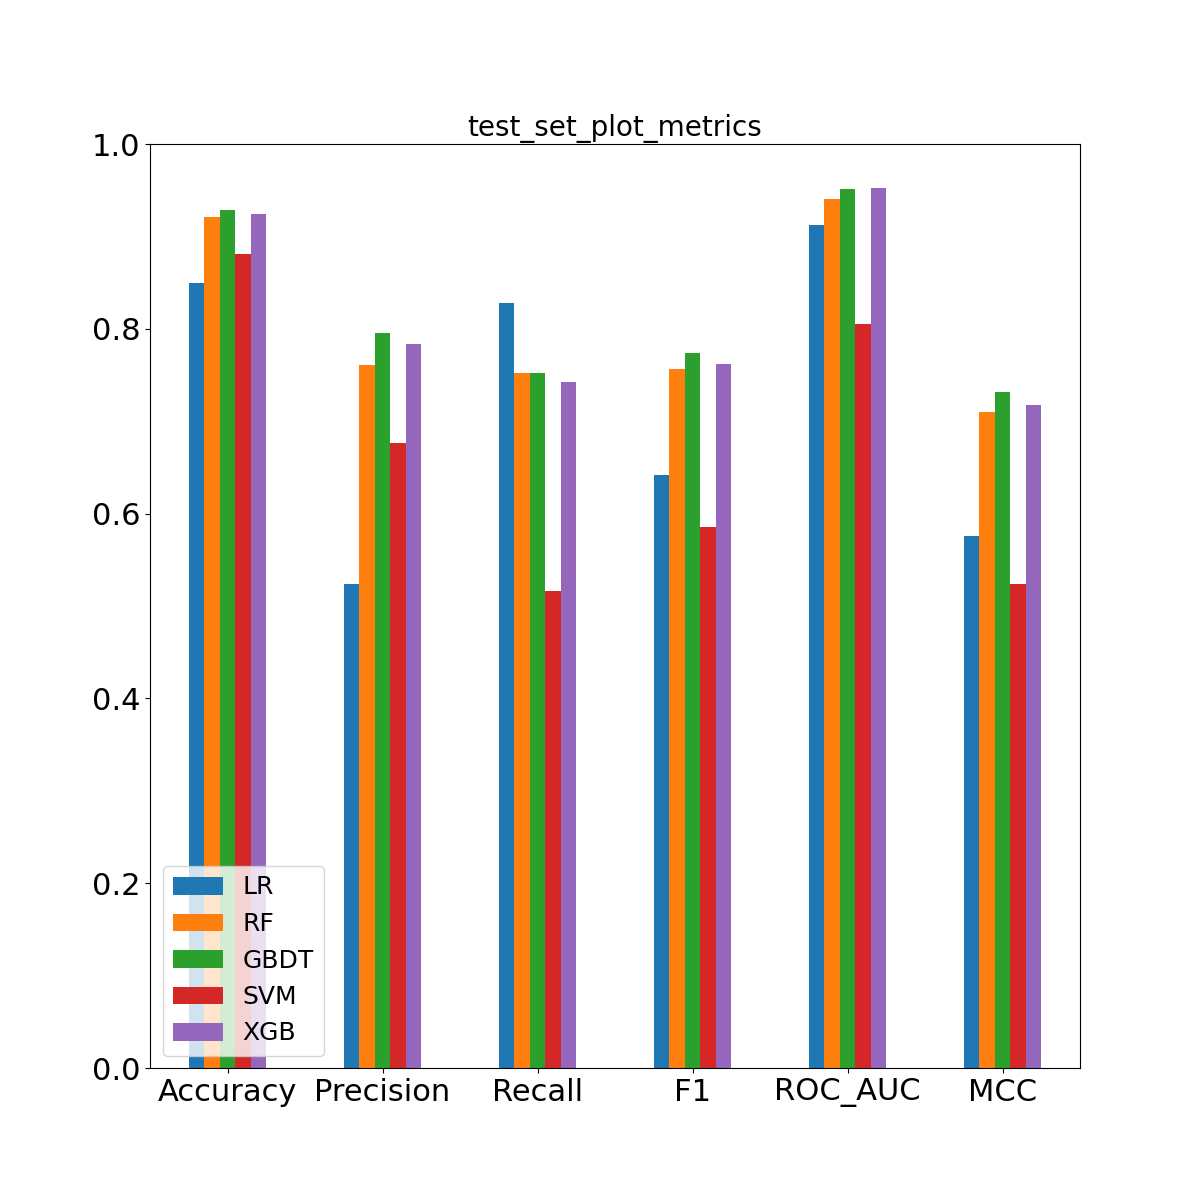 test_set_plot_metrics
1.0
0.8
0.6
0.4
0.2
0.0
LR
RF
GBDT
SVM
XGB
Accuracy Precision Recall F1 ROC_AUC MCC